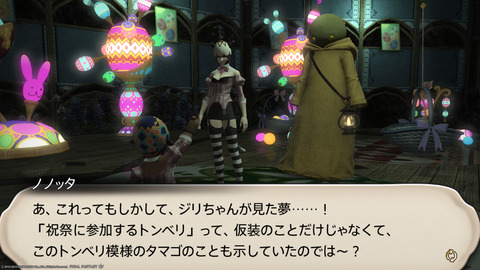 ノノッタ
あ、これってもしかして、ジリちゃんが見た夢……！
「祝祭に参加するトンベリ」って、仮装のことだけじゃなくて、
このトンベリ模様のタマゴのことも示していたのでは～？
FINAL FANTASY XIV